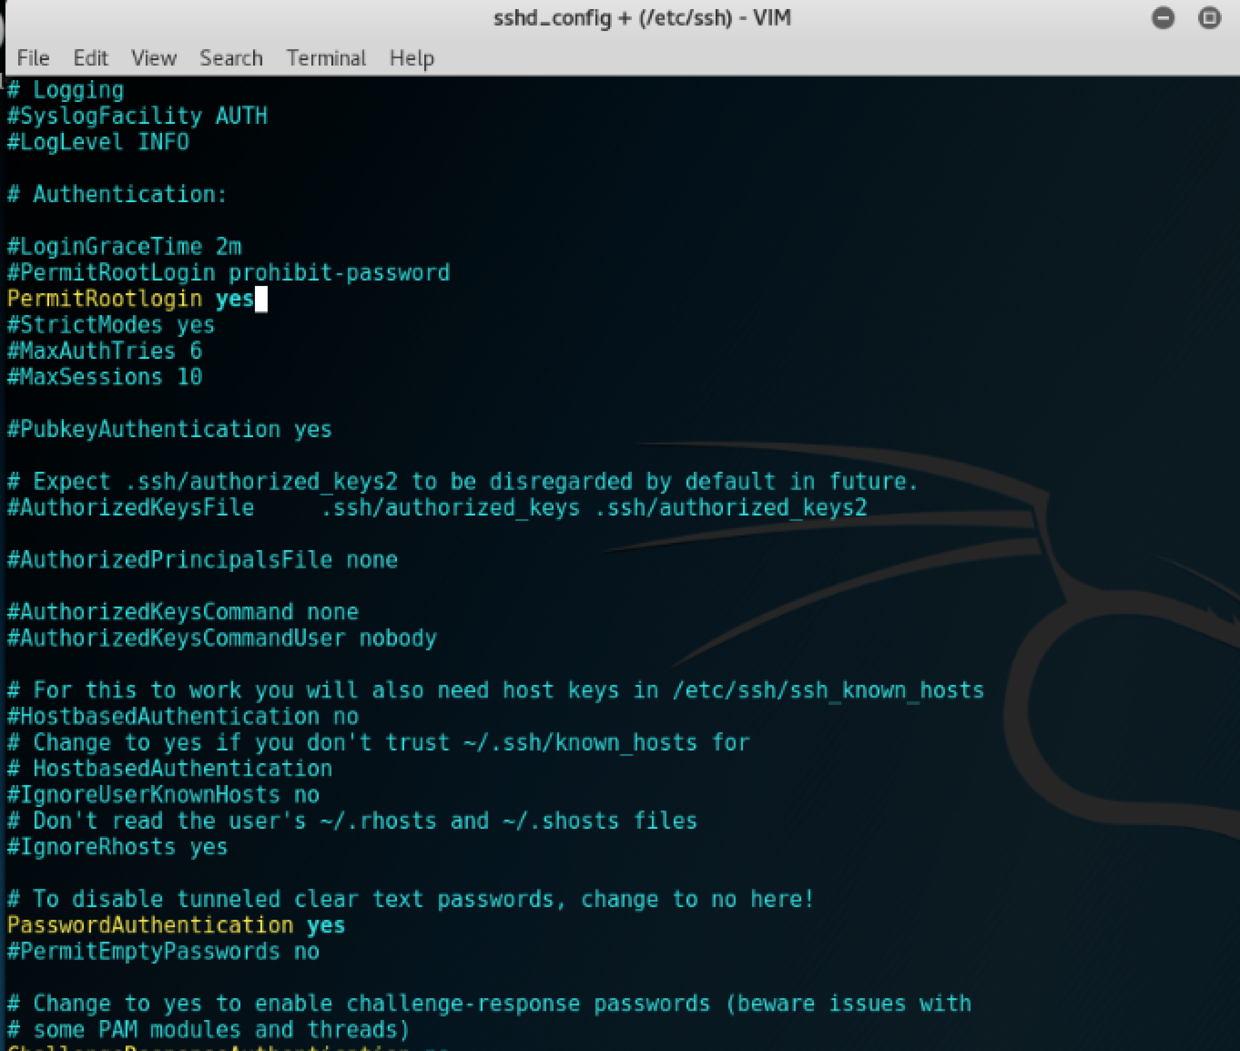 sshd_config + (/etc/ssh) - VIM
File Edit View Search Terminal Help
# Logging
#SyslogFacility AUTH
#LogLevel INFO
# Authentication:
#LoginGraceTime 2m
#PermitRootLogin prohibit-password
PermitRootlogin yes
#StrictModes yes
#MaxAuthTries 6
#MaxSessions 10
#PubkeyAuthentication yes
# Expect .ssh/authorized_keys2 to be disregarded by default in future.
#AuthorizedKeysFile .ssh/authorized_keys .ssh/authorized_keys2
#AuthorizedPrincipalsFile none
#AuthorizedKeysCommand none
#AuthorizedKeysCommandUser nobody
# For this to work you will also need host keys in /etc/ssh/ssh_known_hosts
#HostbasedAuthentication no
# Change to yes if you don't trust ~/.ssh/known_hosts for
# HostbasedAuthentication
#IgnoreUserKnownHosts no
# Don't read the user's ~/.rhosts and ~/.shosts files
#IgnoreRhosts yes
# To disable tunneled clear text passwords, change to no here!
PasswordAuthentication yes
#PermitEmptyPasswords no
# Change to yes to enable challenge-response passwords (beware issues with
# some PAM modules and threads)